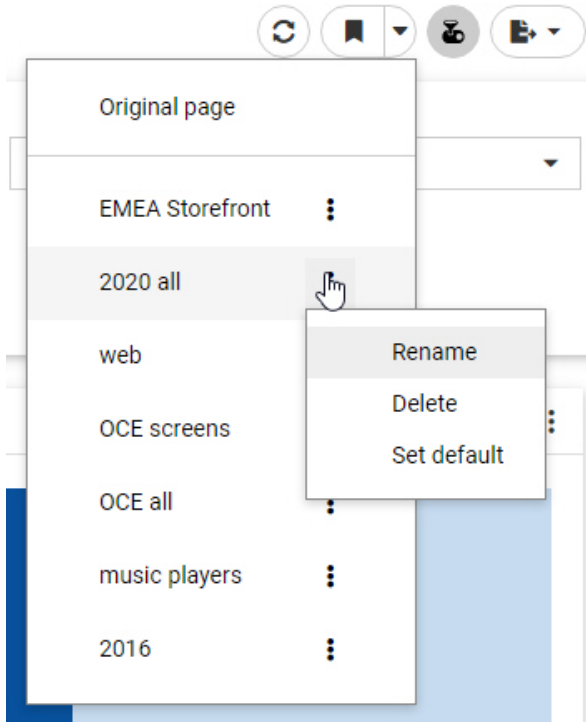 Original page
EMEA Storefront
2020 all
web
OCE screens
OCE all
music players
2016
Rename
Delete
Set default